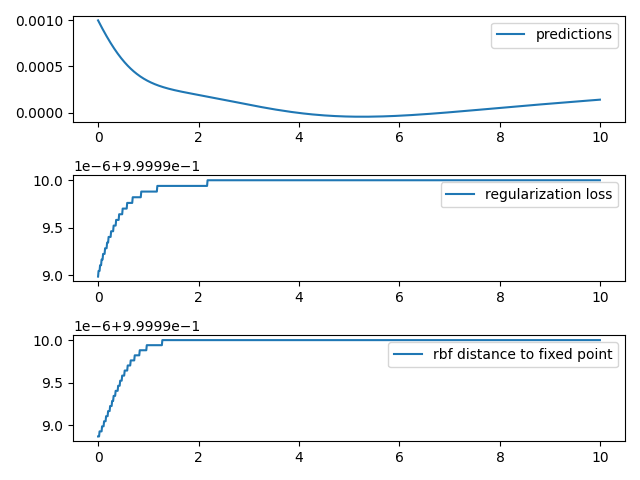 0.0010
0.0005
0.0000
predictions
0 2 4 6 8 10
1e-6+9.9999e-1
10.0
9.5
9.0
regularization loss
0 2 4 6 8 10
1e-6+9.9999e-1
10.0
9.5
9.0
rbf distance to fixed point
0 2 4 6 8 10